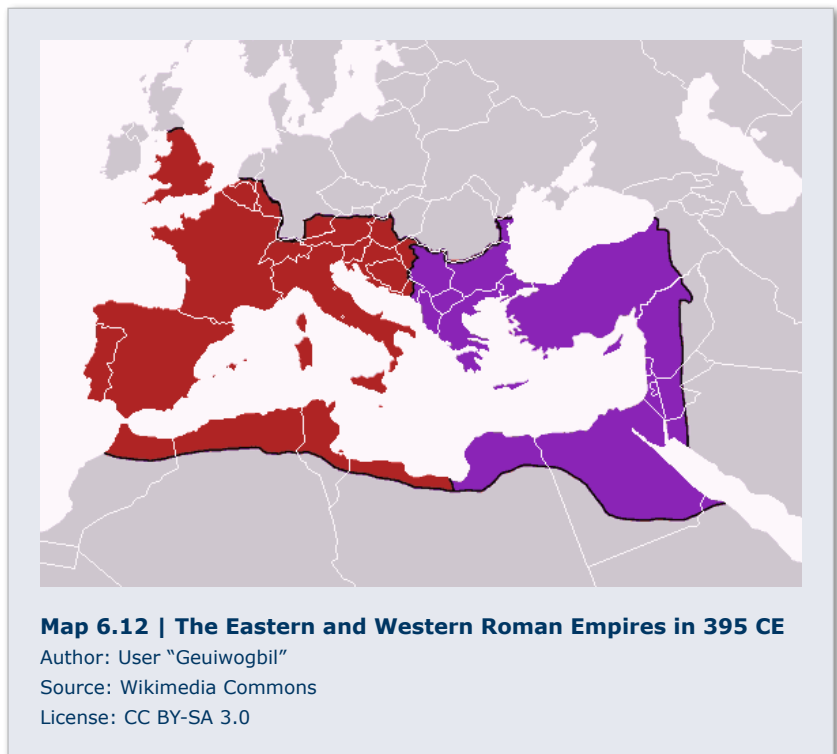 Map 6.12 | The Eastern and Western Roman Empires in 395 CE
Author: User “Geuiwogbil”
Source: Wikimedia Commons
License: CC BY-SA 3.0